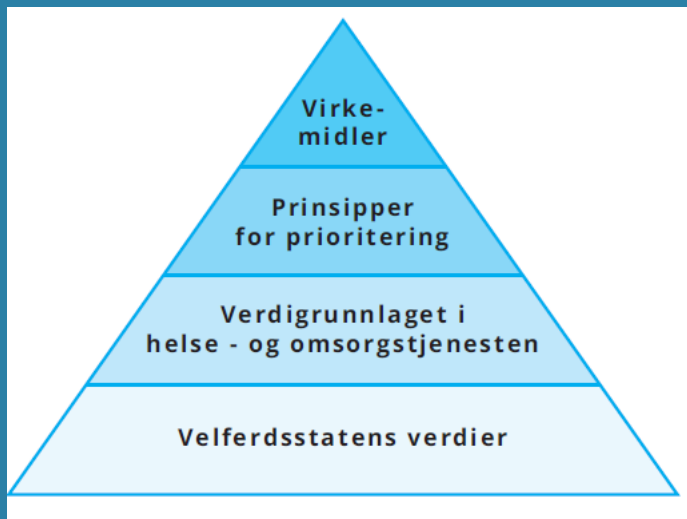 Virke-
midler
Prinsipper
for prioritering
Verdigrunnlaget i
helse - og omsorgstjenesten
Velferdsstatens verdier